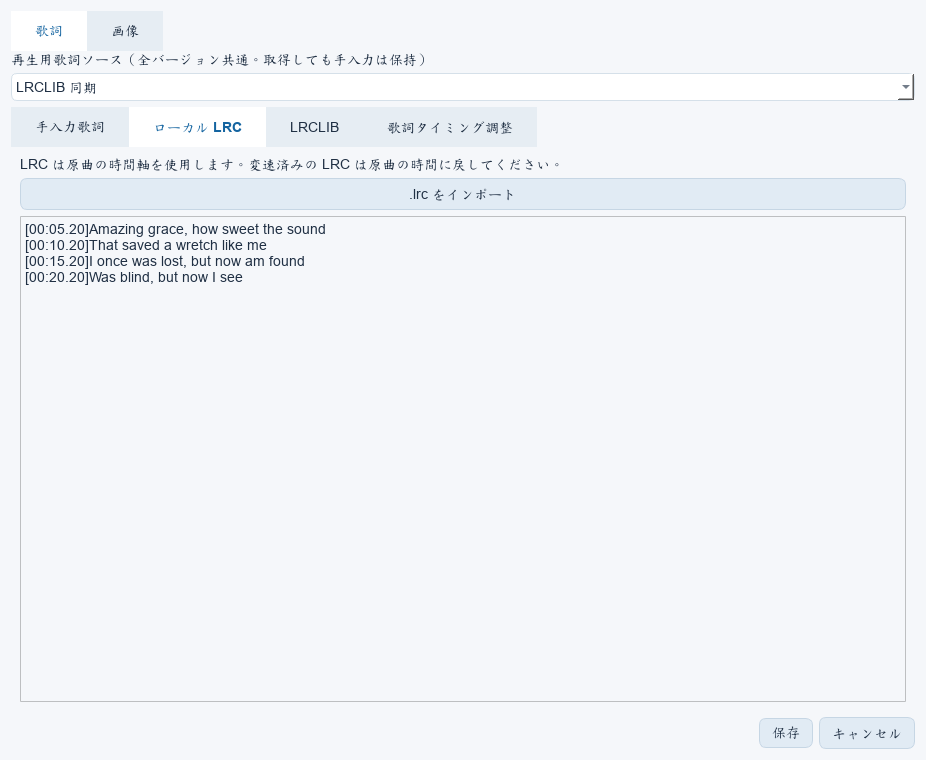 歌詞 画像
再生用歌詞ソース（全バージョン共通。取得しても手入力は保持）
LRCLIB 同期
手入力歌詞 ローカル LRC LRCLIB 歌詞タイミング調整
LRC は原曲の時間軸を使用します。変速済みの LRC は原曲の時間に戻してください。
.lrc をインポート
[00:05.20]Amazing grace, how sweet the sound
[00:10.20]That saved a wretch like me
[00:15.20]I once was lost, but now am found
[00:20.20]Was blind, but now I see
保存 キャンセル